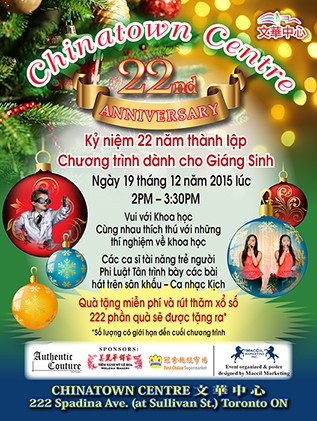 Chinatown Centre
文華中心
22nd
ANNIVERSARY
Kỷ niệm 22 năm thành lập
Chương trình dành cho Giáng Sinh
Ngày 19 tháng 12 năm 2015 lúc
2PM – 3:30PM
Vui với Khoa học
Cùng nhau thích thú với những
thí nghiệm về khoa học
Các ca sĩ tài năng trẻ người
Phi Luật Tân trình bày các bài
hát trên sân khấu – Ca nhạc Kịch
Quà tặng miễn phí và rút thăm xổ số
222 phần quà sẽ được tặng ra*
*Số lượng có giới hạn đến cuối chương trình
Authentic
Couture
SPONSORS:
First Choice Supermarket
MACCIL
MARKETING
Event organized & poster
designed by Maccil Marketing
CHINATOWN CENTRE 文華中心
222 Spadina Ave. (at Sullivan St.) Toronto ON